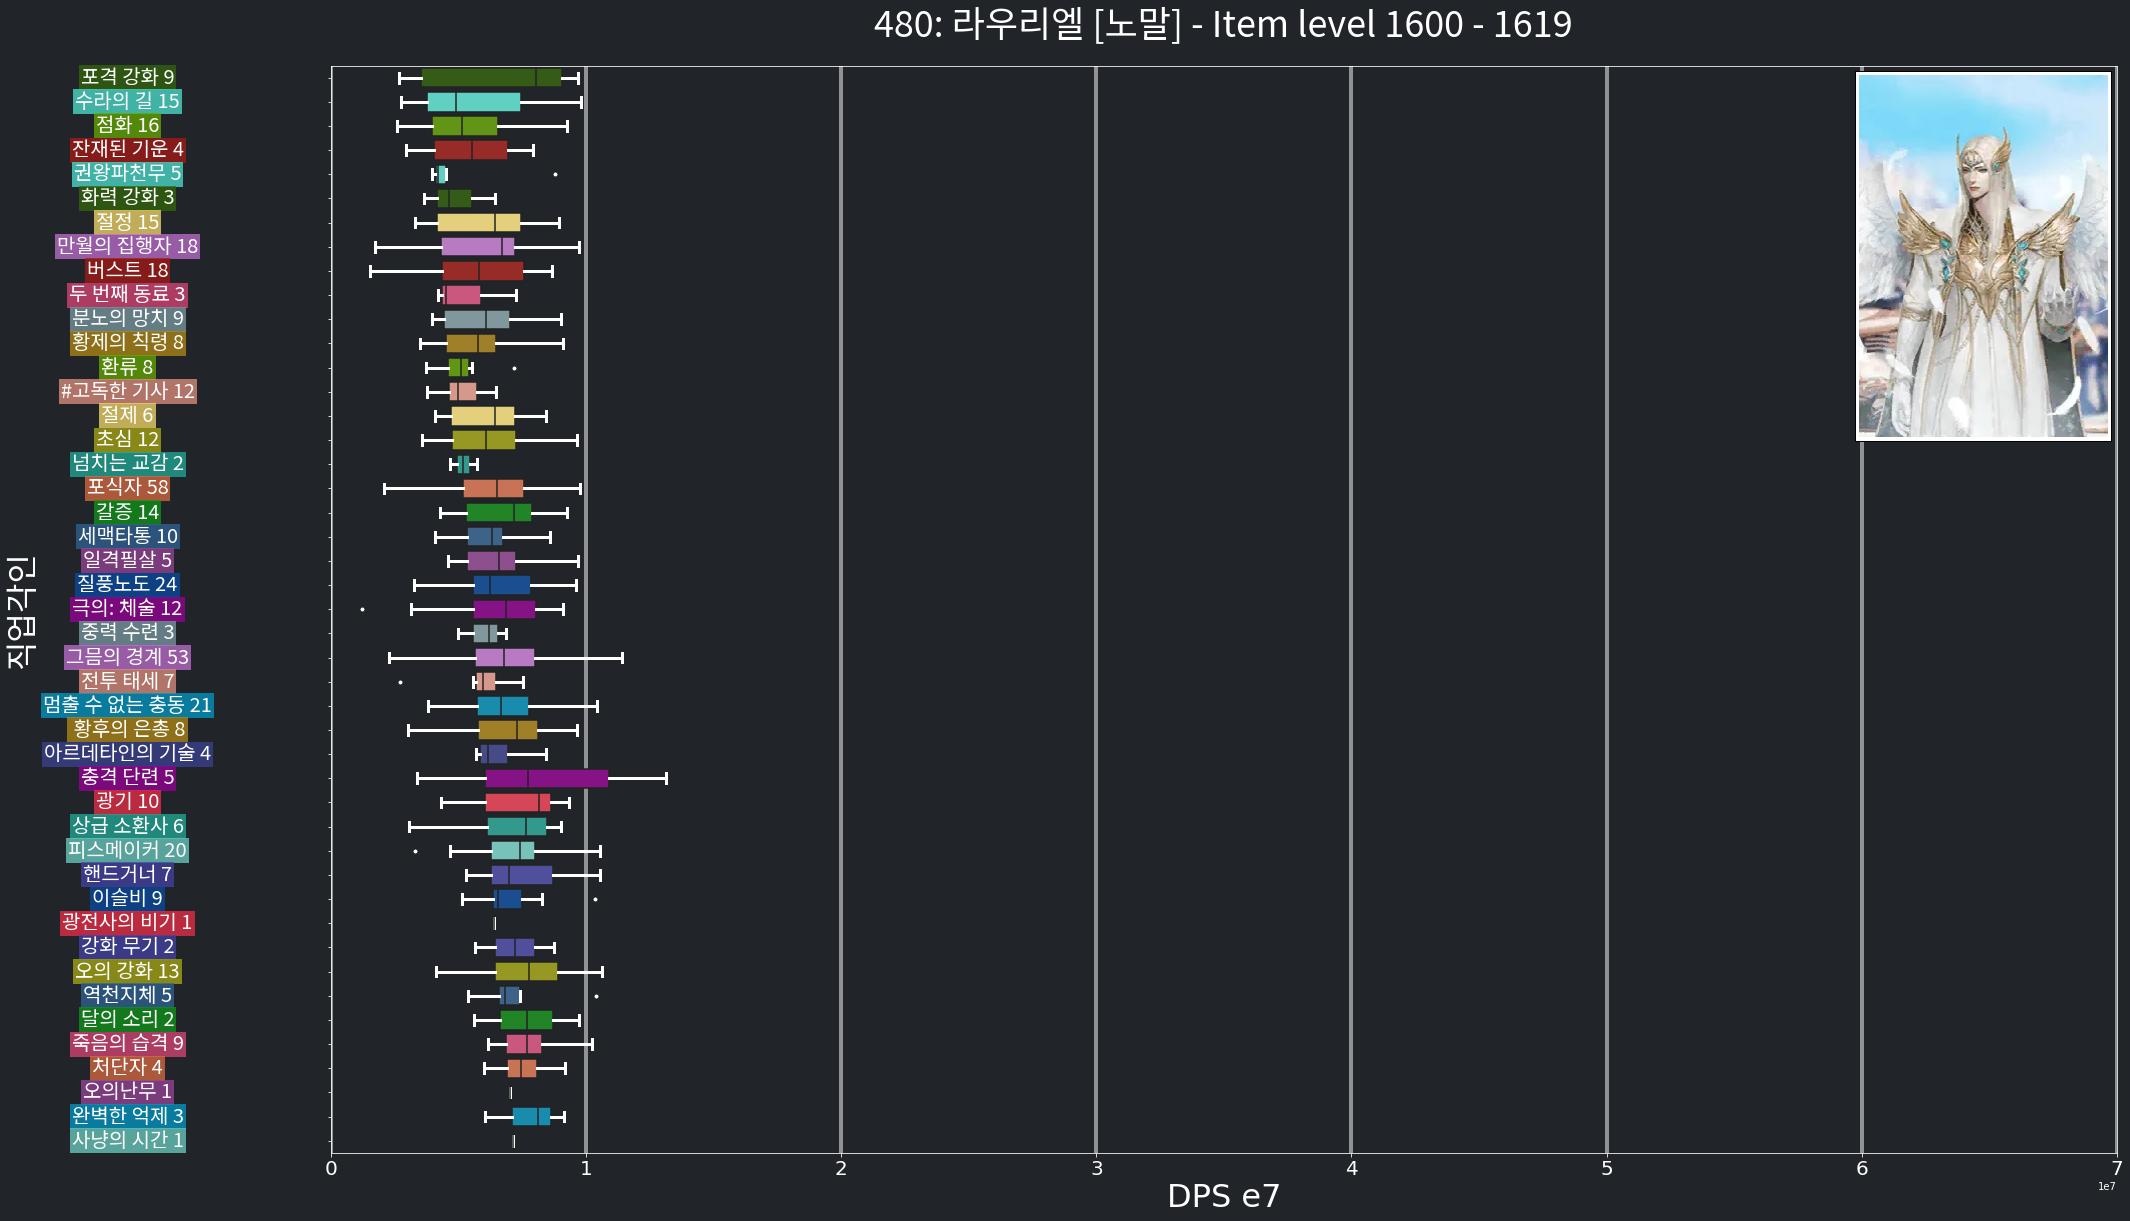 480: 라우리엘 [노말] - Item level 1600 - 1619
포격 강화 9
수라의 길 15
점화 16
잔재된 기운 4
권왕파천무 5
화력 강화 3
절정 15
만월의 집행자 18
버스트 18
두 번째 동료 3
분노의 망치 9
황제의 칙령 8
환류 8
#고독한 기사 12
절제 6
초심 12
넘치는 교감 2
포식자 58
갈증 14
세맥타통 10
일격필살 5
질풍노도 24
극의: 체술 12
중력 수련 3
그믐의 경계 53
전투 태세 7
멈출 수 없는 충동 21
황후의 은총 8
아르데타인의 기술 4
충격 단련 5
광기 10
상급 소환사 6
피스메이커 20
핸드거너 7
이슬비 9
광전사의 비기 1
강화 무기 2
오의 강화 13
역천지체 5
달의 소리 2
죽음의 습격 9
처단자 4
오의난무 1
완벽한 억제 3
사냥의 시간 1
직업각인
0 1 2 3 4 5 6 7
1e7
DPS e7